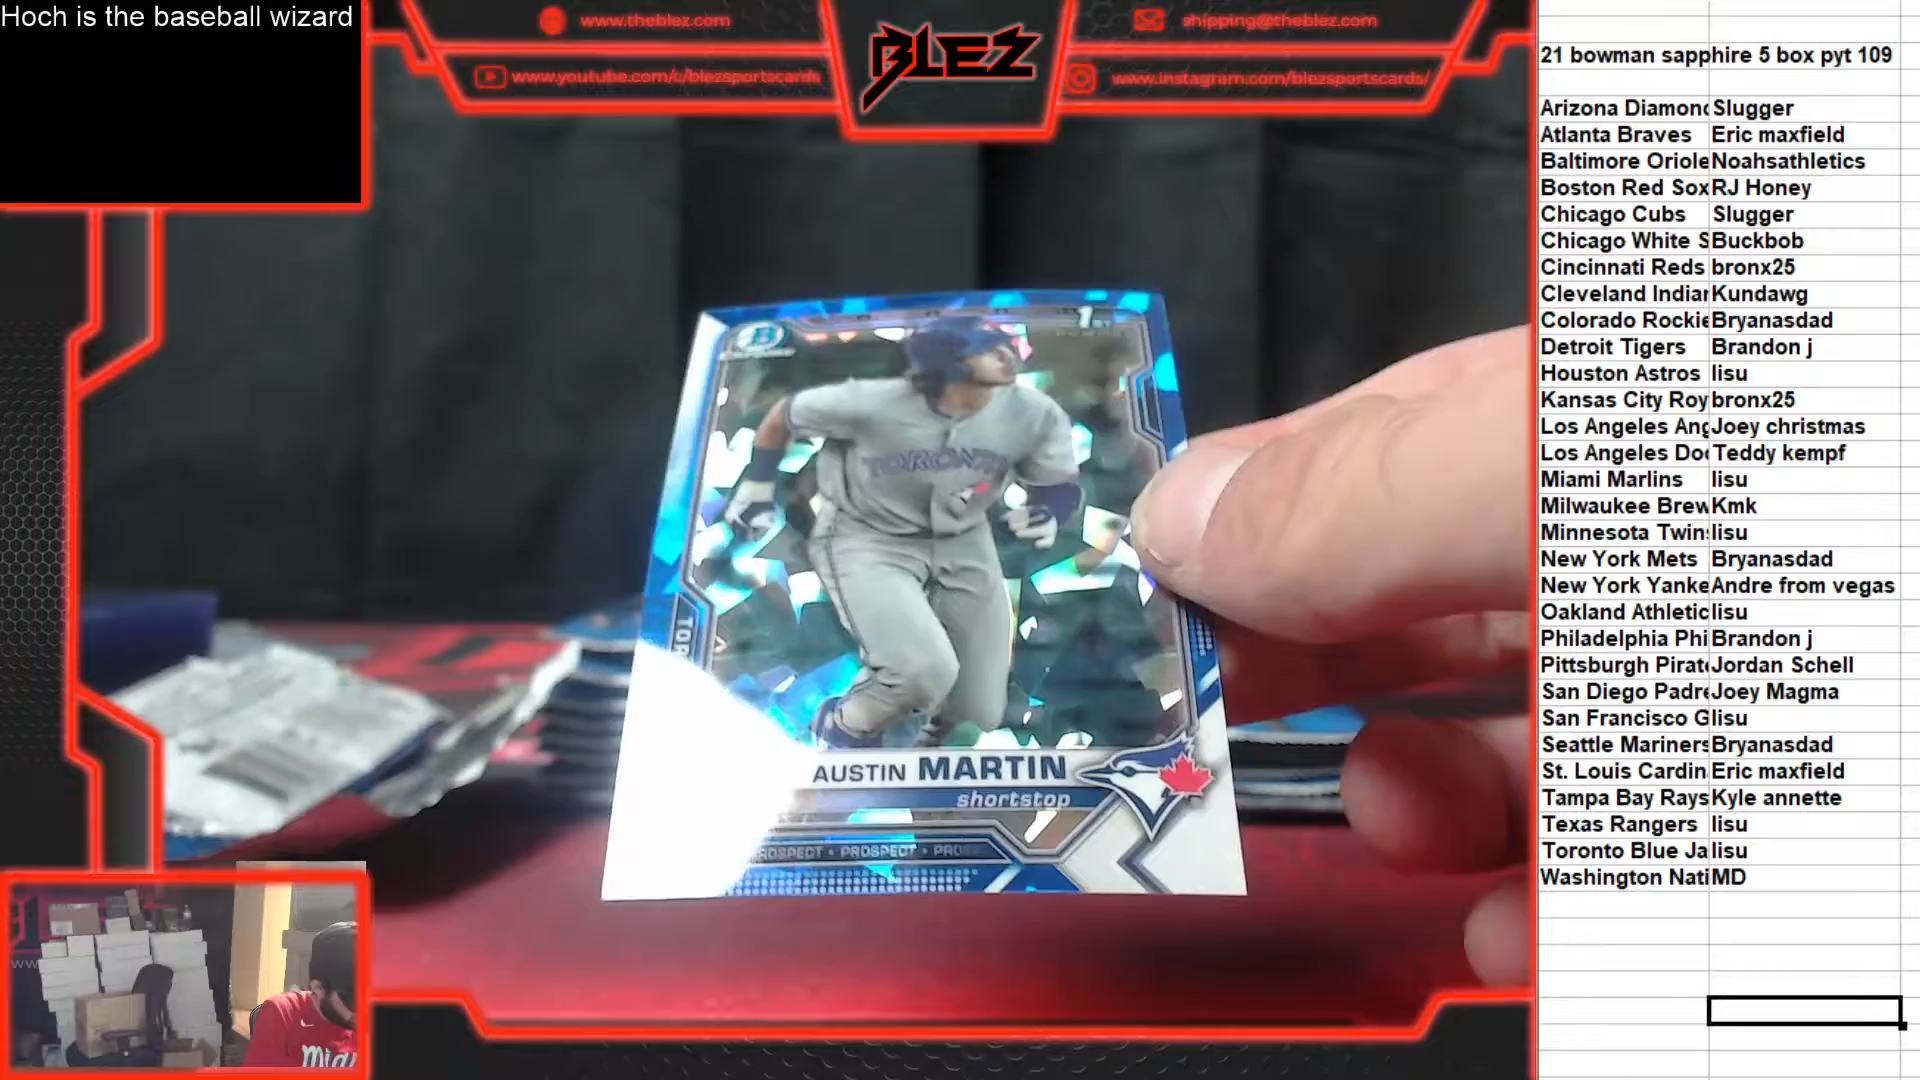 Hoch is the baseball wizard
www.theblez.com
www.youtube.com/c/blezsportscards
BLEZ
shipping@theblez.com
www.instagram.com/blezsportscards/
1ST
B
TORONTO
TOR
AUSTIN MARTIN
shortstop
PROSPECT • PROSPECT • PROS
21 bowman sapphire 5 box pyt 109
Arizona Diamond Slugger
Atlanta Braves Eric maxfield
Baltimore Oriole Noahsathletics
Boston Red Sox RJ Honey
Chicago Cubs Slugger
Chicago White S Buckbob
Cincinnati Reds bronx25
Cleveland Indian Kundawg
Colorado Rockie Bryanasdad
Detroit Tigers Brandon j
Houston Astros lisu
Kansas City Roy bronx25
Los Angeles Ang Joey christmas
Los Angeles Dod Teddy kempf
Miami Marlins lisu
Milwaukee Brew Kmk
Minnesota Twins lisu
New York Mets Bryanasdad
New York Yanke Andre from vegas
Oakland Athletic lisu
Philadelphia Phi Brandon j
Pittsburgh Pirate Jordan Schell
San Diego Padre Joey Magma
San Francisco G lisu
Seattle Mariners Bryanasdad
St. Louis Cardin Eric maxfield
Tampa Bay Rays Kyle annette
Texas Rangers lisu
Toronto Blue Ja lisu
Washington Nati MD